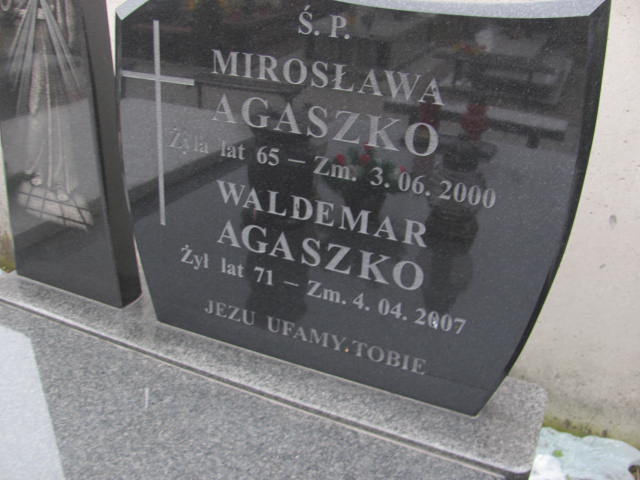 Ś. P.
MIROSŁAWA
AGASZKO
Żyła lat 65 – Zm. 3. 06. 2000
WALDEMAR
AGASZKO
Żył lat 71 – Zm. 4. 04. 2007
JEZU UFAMY TOBIE